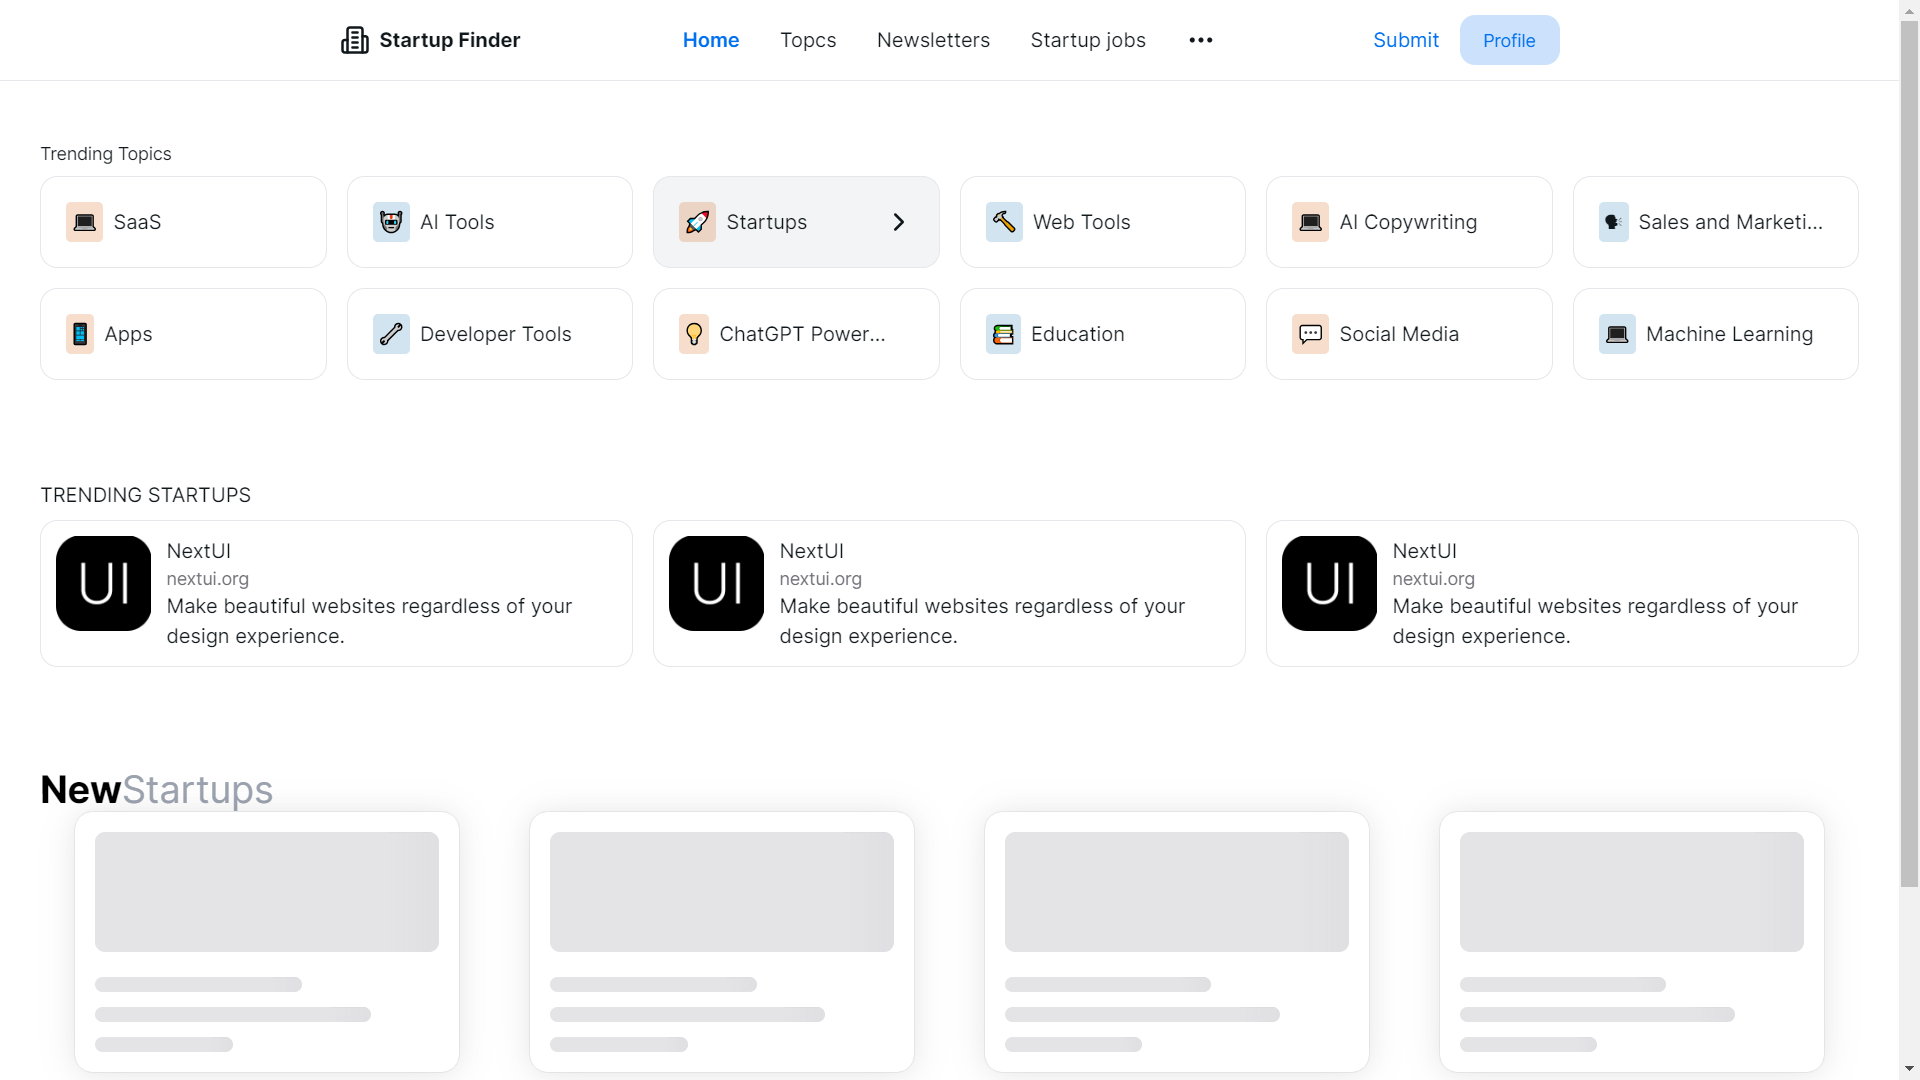 Startup Finder
Home
Topcs
Newsletters
Startup jobs
Submit
Profile
Trending Topics
SaaS
AI Tools
Startups
Web Tools
AI Copywriting
Sales and Marketi...
Apps
Developer Tools
ChatGPT Power...
Education
Social Media
Machine Learning
TRENDING STARTUPS
UI
NextUI
nextui.org
Make beautiful websites regardless of your
design experience.
UI
NextUI
nextui.org
Make beautiful websites regardless of your
design experience.
UI
NextUI
nextui.org
Make beautiful websites regardless of your
design experience.
NewStartups